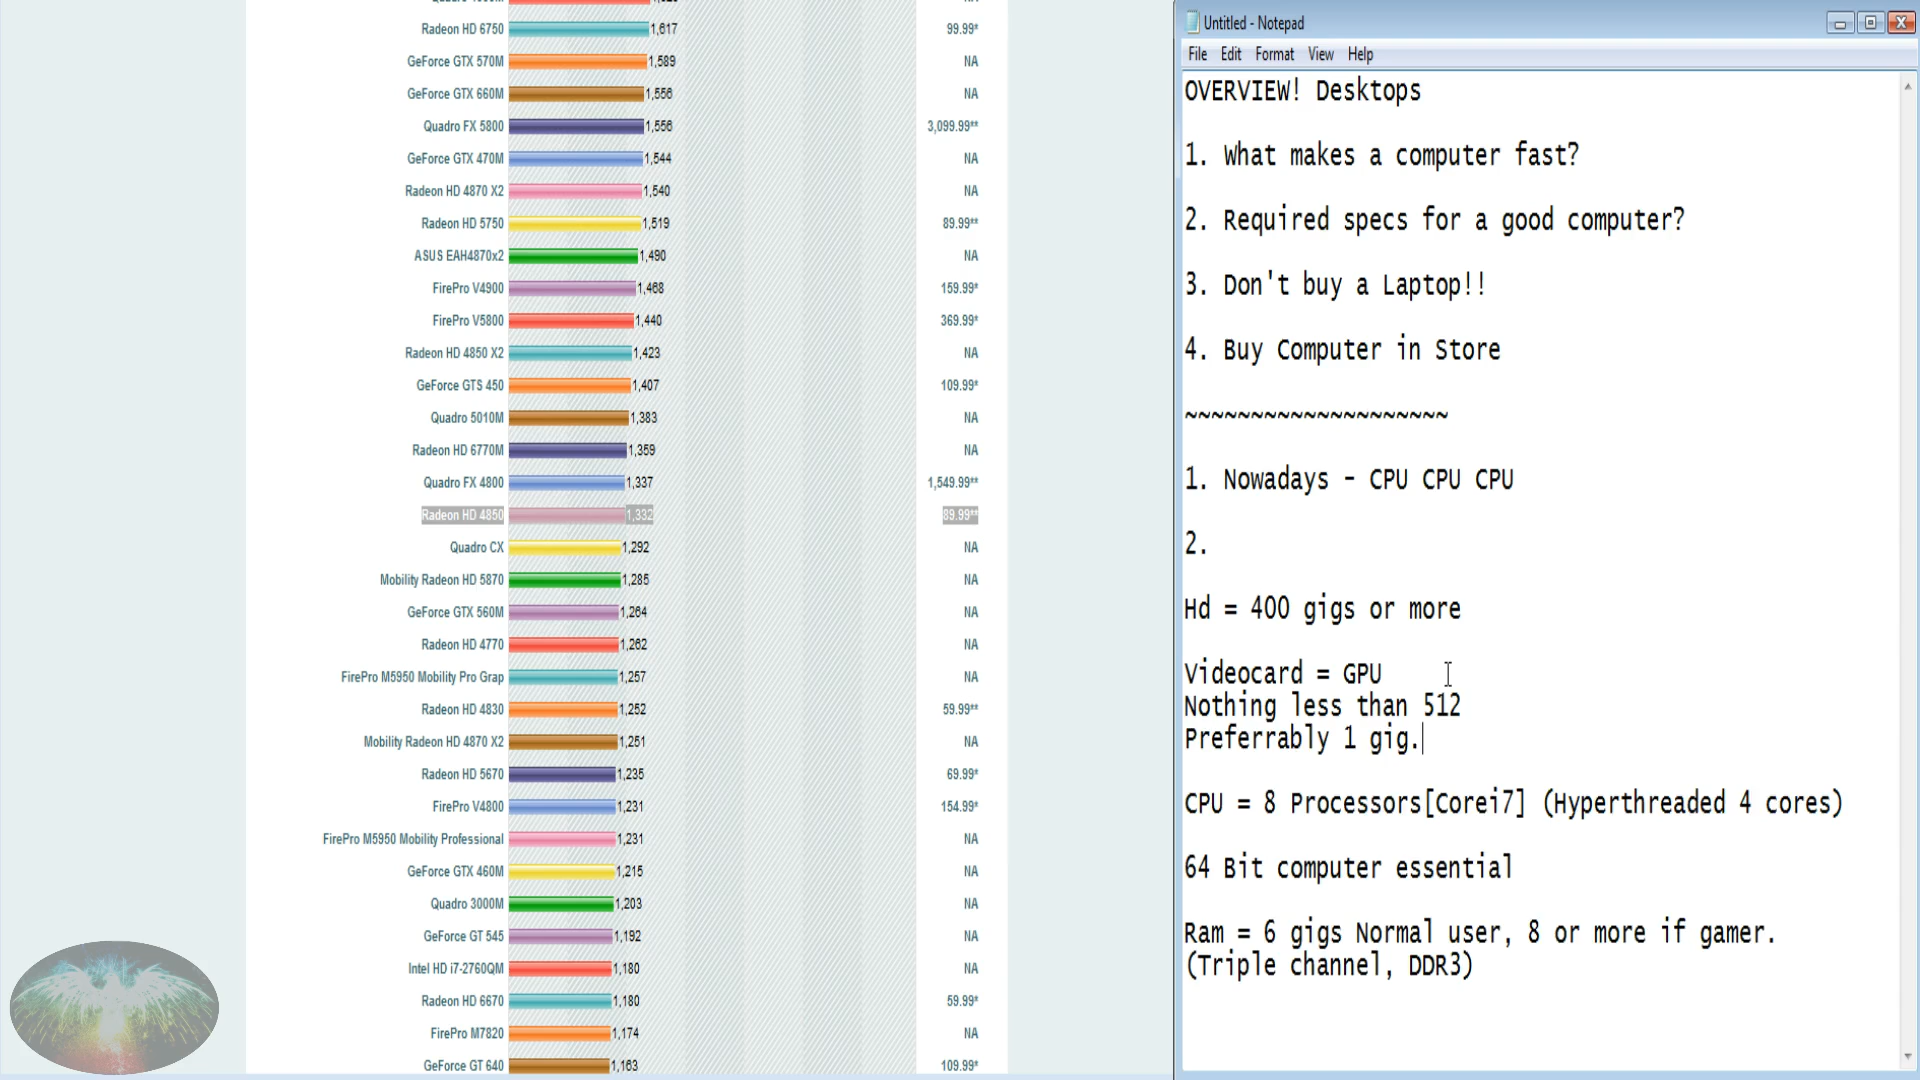 Radeon HD 6750 1,617 99.99*
GeForce GTX 570M 1,589 NA
GeForce GTX 660M 1,556 NA
Quadro FX 5800 1,556 3,099.99**
GeForce GTX 470M 1,544 NA
Radeon HD 4870 X2 1,540 NA
Radeon HD 5750 1,519 89.99**
ASUS EAH4870x2 1,490 NA
FirePro V4900 1,468 159.99*
FirePro V5800 1,440 369.99*
Radeon HD 4850 X2 1,423 NA
GeForce GTS 450 1,407 109.99*
Quadro 5010M 1,383 NA
Radeon HD 6770M 1,359 NA
Quadro FX 4800 1,337 1,549.99**
Radeon HD 4850 1,332 89.99**
Quadro CX 1,292 NA
Mobility Radeon HD 5870 1,285 NA
GeForce GTX 560M 1,264 NA
Radeon HD 4770 1,262 NA
FirePro M5950 Mobility Pro Grap 1,257 NA
Radeon HD 4830 1,252 59.99**
Mobility Radeon HD 4870 X2 1,251 NA
Radeon HD 5670 1,235 69.99*
FirePro V4800 1,231 154.99*
FirePro M5950 Mobility Professional 1,231 NA
GeForce GTX 460M 1,215 NA
Quadro 3000M 1,203 NA
GeForce GT 545 1,192 NA
Intel HD i7-2760QM 1,180 NA
Radeon HD 6670 1,180 59.99*
FirePro M7820 1,174 NA
GeForce GT 640 1,163 109.99*
Untitled - Notepad
File Edit Format View Help
OVERVIEW! Desktops
1. What makes a computer fast?
2. Required specs for a good computer?
3. Don't buy a Laptop!!
4. Buy Computer in Store
~~~~~~~~~~~~~~~~~~~~
1. Nowadays - CPU CPU CPU
2.
Hd = 400 gigs or more
Videocard = GPU
Nothing less than 512
Preferrably 1 gig.
CPU = 8 Processors[Corei7] (Hyperthreaded 4 cores)
64 Bit computer essential
Ram = 6 gigs Normal user, 8 or more if gamer.
(Triple channel, DDR3)